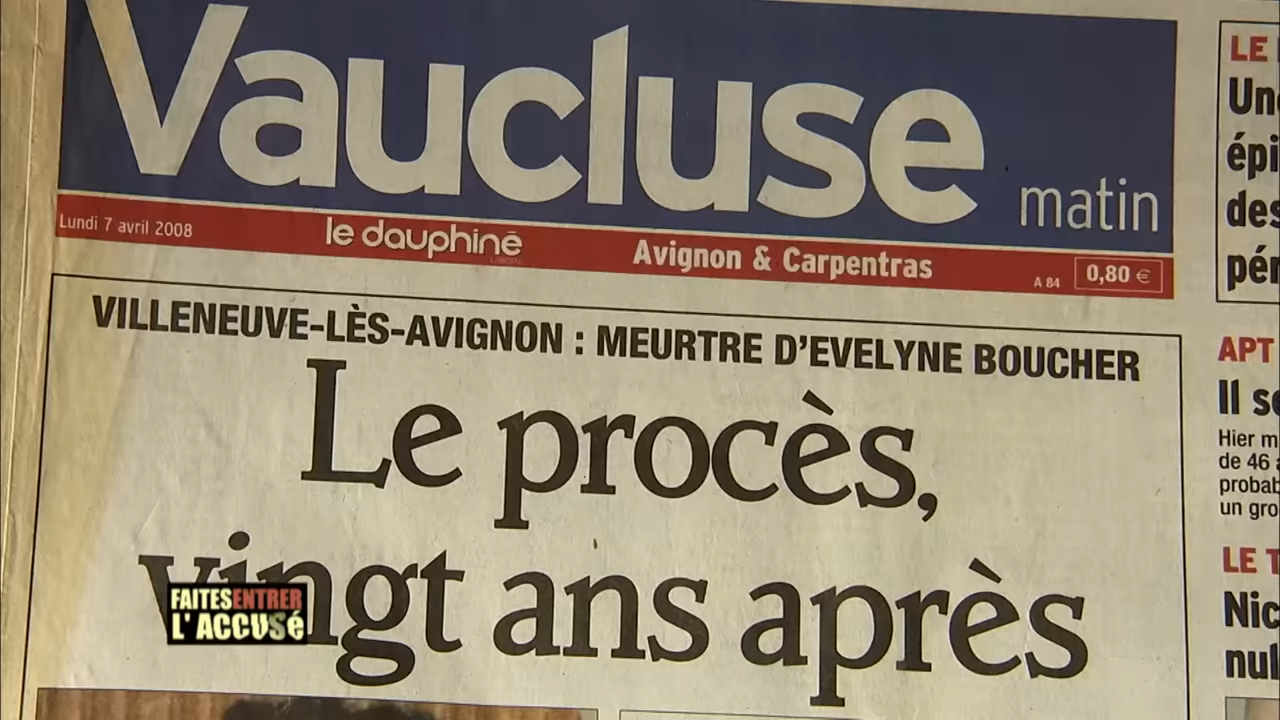 Vaucluse matin
Lundi 7 avril 2008 le dauphiné Avignon & Carpentras A 84 0,80 €
VILLENEUVE-LÈS-AVIGNON : MEURTRE D'EVELYNE BOUCHER
Le procès,
vingt ans après
FAITES ENTRER
L'ACCUSé
LE
épi
des
pér
APT
Il s
Hier m
de 46
probab
un gro
LE T
Nic
nul